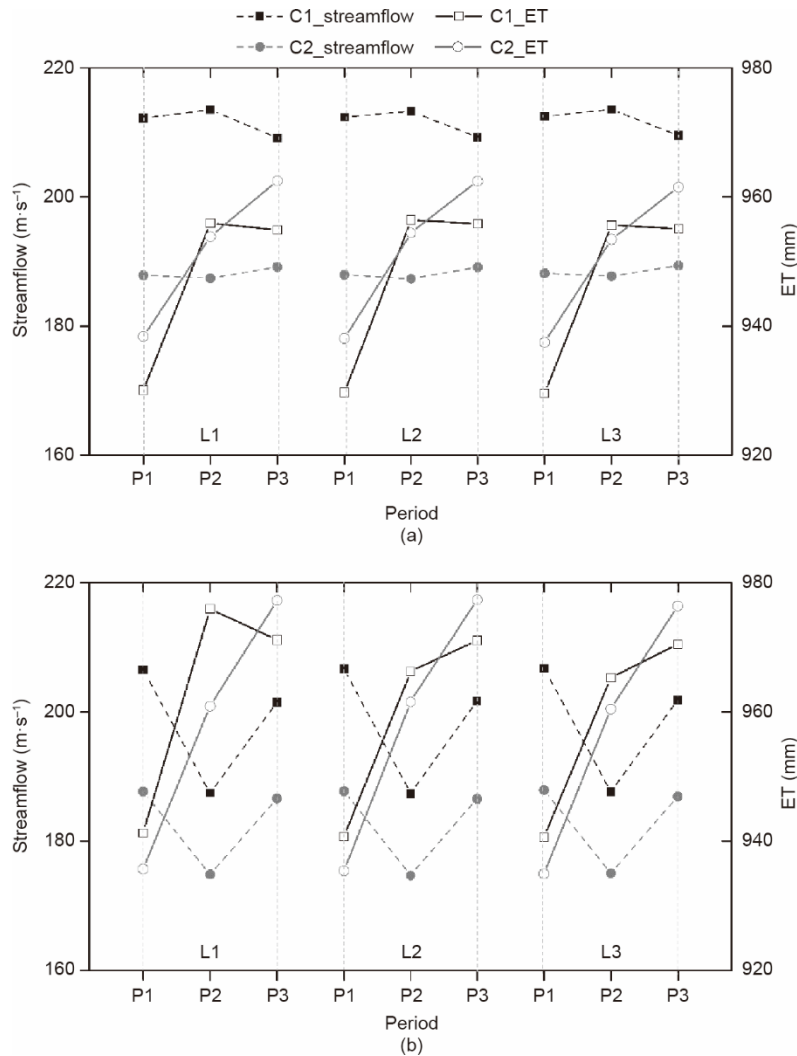 C1_streamflow C1_ET
C2_streamflow C2_ET
220 980
200 960
180 940
160 920
Streamflow (m·s⁻¹)
ET (mm)
L1 L2 L3
P1 P2 P3 P1 P2 P3 P1 P2 P3
Period
(a)
220 980
200 960
180 940
160 920
Streamflow (m·s⁻¹)
ET (mm)
L1 L2 L3
P1 P2 P3 P1 P2 P3 P1 P2 P3
Period
(b)